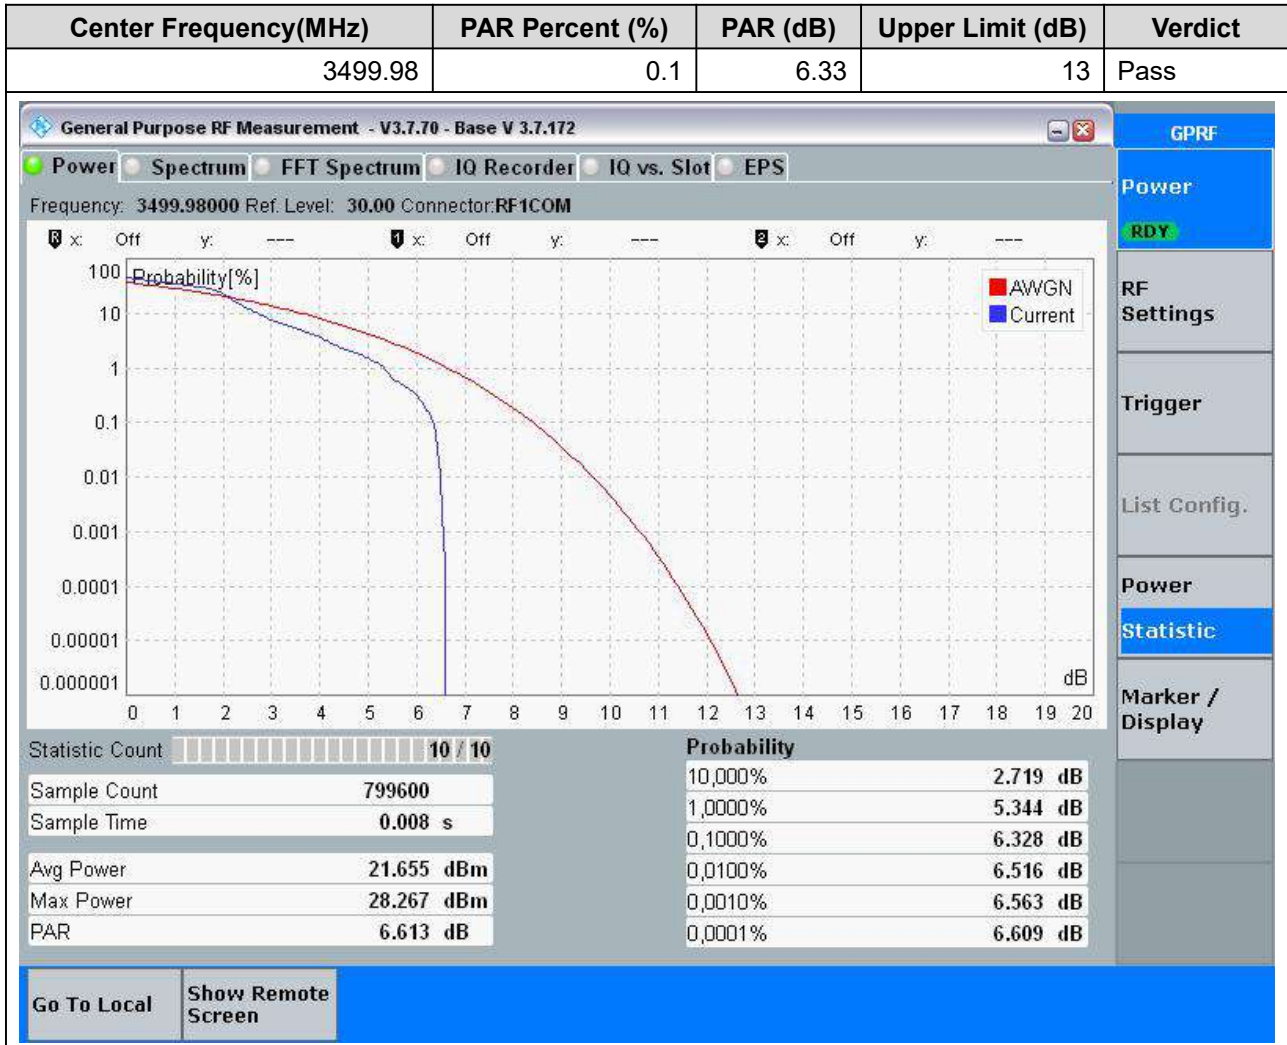 Center Frequency(MHz) PAR Percent (%) PAR (dB) Upper Limit (dB) Verdict
3499.98 0.1 6.33 13 Pass
General Purpose RF Measurement - V3.7.70 - Base V 3.7.172
GPRF
Power Spectrum FFT Spectrum IQ Recorder IQ vs. Slot EPS
Frequency: 3499.98000 Ref. Level: 30.00 Connector:RF1COM
R x: Off y: --- 1 x: Off y: --- 2 x: Off y: ---
Probability[%]
AWGN
Current
100
10
1
0.1
0.01
0.001
0.0001
0.00001
0.000001
dB
0 1 2 3 4 5 6 7 8 9 10 11 12 13 14 15 16 17 18 19 20
Power
RDY
RF
Settings
Trigger
List Config.
Power
Statistic
Marker /
Display
Statistic Count 10 / 10
Sample Count 799600
Sample Time 0.008 s
Avg Power 21.655 dBm
Max Power 28.267 dBm
PAR 6.613 dB
Probability
10,000% 2.719 dB
1,0000% 5.344 dB
0,1000% 6.328 dB
0,0100% 6.516 dB
0,0010% 6.563 dB
0,0001% 6.609 dB
Go To Local
Show Remote
Screen